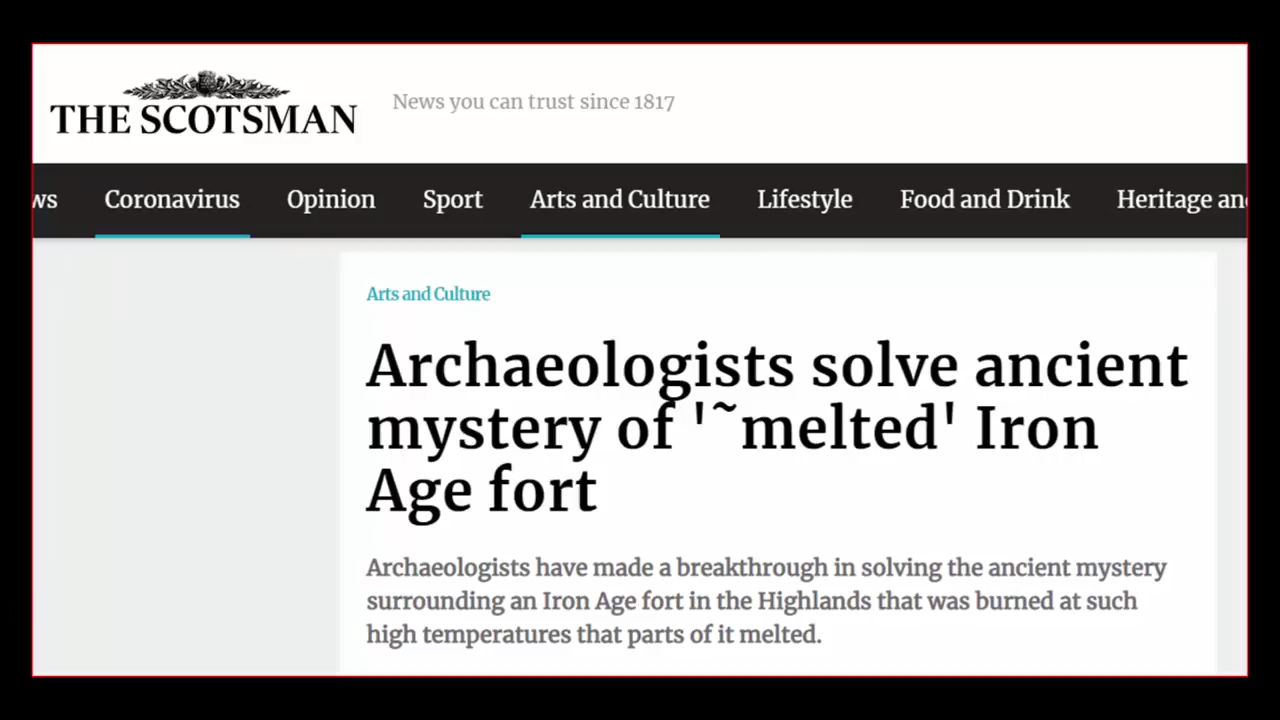 THE SCOTSMAN
News you can trust since 1817
ws Coronavirus Opinion Sport Arts and Culture Lifestyle Food and Drink Heritage and
Arts and Culture
Archaeologists solve ancient
mystery of '˜melted' Iron
Age fort
Archaeologists have made a breakthrough in solving the ancient mystery
surrounding an Iron Age fort in the Highlands that was burned at such
high temperatures that parts of it melted.